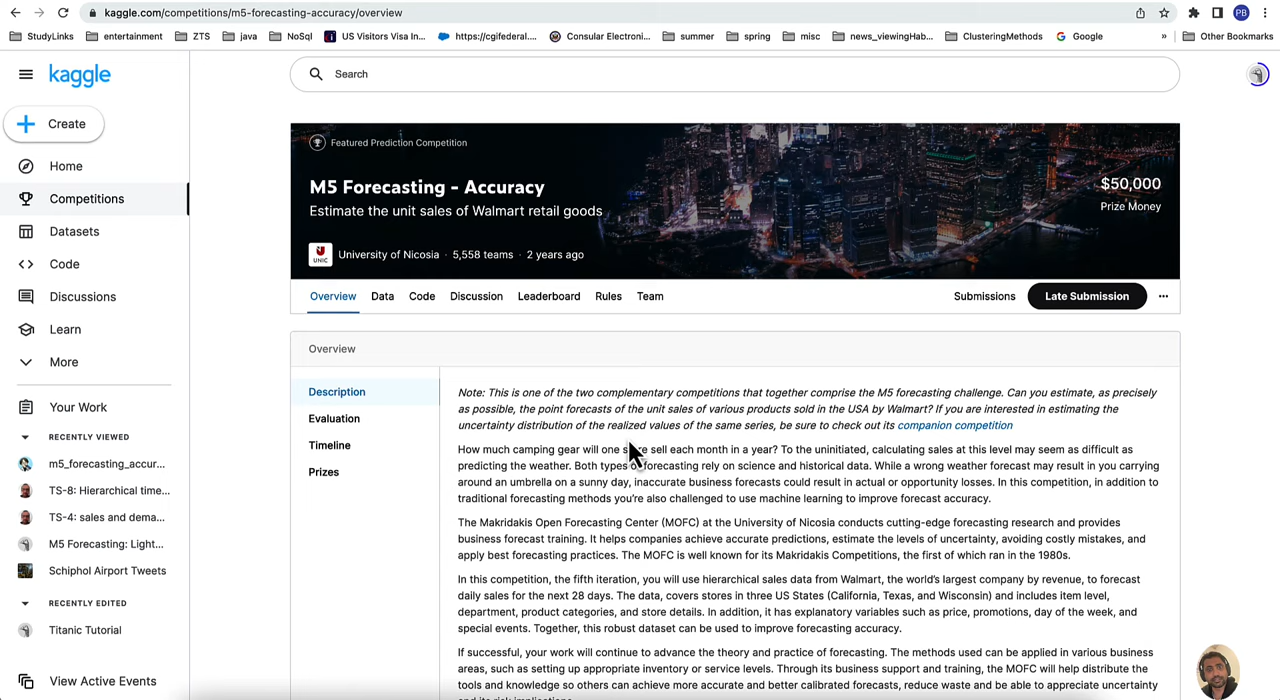 kaggle.com/competitions/m5-forecasting-accuracy/overview
PB
StudyLinks entertainment ZTS java NoSql US Visitors Visa In... https://cgifederal.... Consular Electroni... summer spring misc news_viewingHab... ClusteringMethods Google » Other Bookmarks
kaggle
Search
Create
Home
Competitions
Datasets
Code
Discussions
Learn
More
Your Work
RECENTLY VIEWED
m5_forecasting_accur...
TS-8: Hierarchical time...
TS-4: sales and dema...
M5 Forecasting: Light...
Schiphol Airport Tweets
RECENTLY EDITED
Titanic Tutorial
View Active Events
Featured Prediction Competition
M5 Forecasting - Accuracy
Estimate the unit sales of Walmart retail goods
$50,000
Prize Money
UNIC
University of Nicosia · 5,558 teams · 2 years ago
Overview Data Code Discussion Leaderboard Rules Team Submissions Late Submission
Overview
Description
Evaluation
Timeline
Prizes
Note: This is one of the two complementary competitions that together comprise the M5 forecasting challenge. Can you estimate, as precisely
as possible, the point forecasts of the unit sales of various products sold in the USA by Walmart? If you are interested in estimating the
uncertainty distribution of the realized values of the same series, be sure to check out its companion competition
How much camping gear will one store sell each month in a year? To the uninitiated, calculating sales at this level may seem as difficult as
predicting the weather. Both types of forecasting rely on science and historical data. While a wrong weather forecast may result in you carrying
around an umbrella on a sunny day, inaccurate business forecasts could result in actual or opportunity losses. In this competition, in addition to
traditional forecasting methods you're also challenged to use machine learning to improve forecast accuracy.
The Makridakis Open Forecasting Center (MOFC) at the University of Nicosia conducts cutting-edge forecasting research and provides
business forecast training. It helps companies achieve accurate predictions, estimate the levels of uncertainty, avoiding costly mistakes, and
apply best forecasting practices. The MOFC is well known for its Makridakis Competitions, the first of which ran in the 1980s.
In this competition, the fifth iteration, you will use hierarchical sales data from Walmart, the world's largest company by revenue, to forecast
daily sales for the next 28 days. The data, covers stores in three US States (California, Texas, and Wisconsin) and includes item level,
department, product categories, and store details. In addition, it has explanatory variables such as price, promotions, day of the week, and
special events. Together, this robust dataset can be used to improve forecasting accuracy.
If successful, your work will continue to advance the theory and practice of forecasting. The methods used can be applied in various business
areas, such as setting up appropriate inventory or service levels. Through its business support and training, the MOFC will help distribute the
tools and knowledge so others can achieve more accurate and better calibrated forecasts, reduce waste and be able to appreciate uncertainty